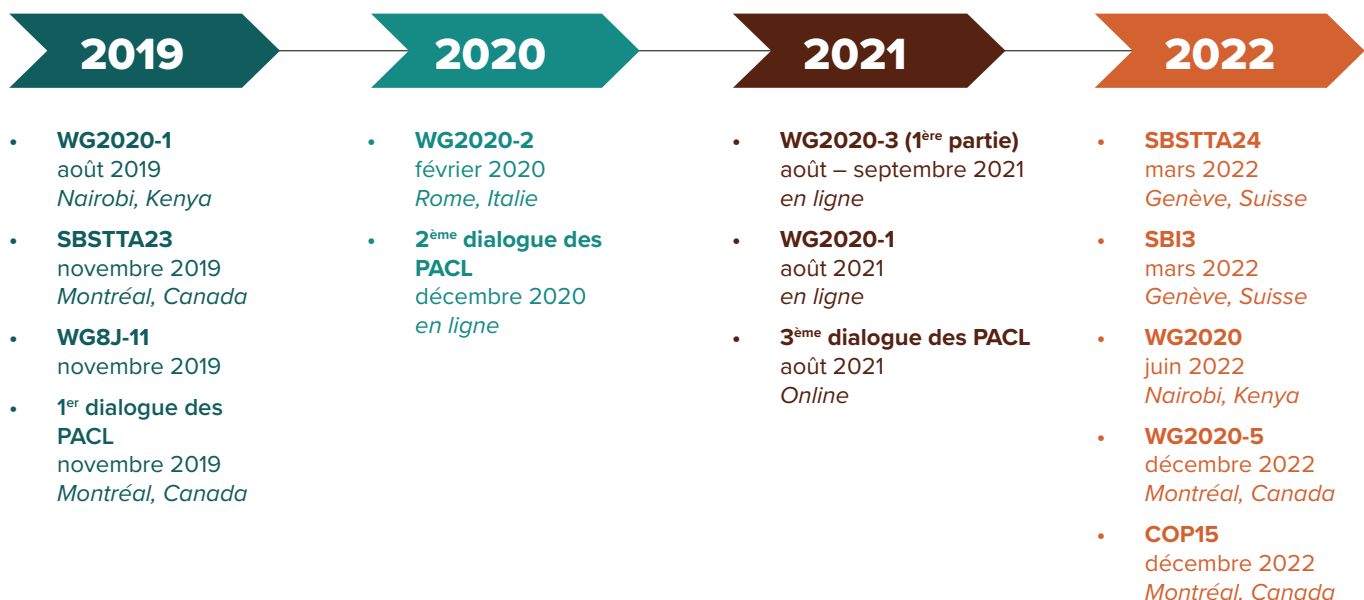 2019
• WG2020-1
août 2019
Nairobi, Kenya
• SBSTTA23
novembre 2019
Montréal, Canada
• WG8J-11
novembre 2019
• 1er dialogue des
PACL
novembre 2019
Montréal, Canada
2020
• WG2020-2
février 2020
Rome, Italie
• 2ème dialogue des
PACL
décembre 2020
en ligne
2021
• WG2020-3 (1ère partie)
août – septembre 2021
en ligne
• WG2020-1
août 2021
en ligne
• 3ème dialogue des PACL
août 2021
Online
2022
• SBSTTA24
mars 2022
Genève, Suisse
• SBI3
mars 2022
Genève, Suisse
• WG2020
juin 2022
Nairobi, Kenya
• WG2020-5
décembre 2022
Montréal, Canada
• COP15
décembre 2022
Montréal, Canada